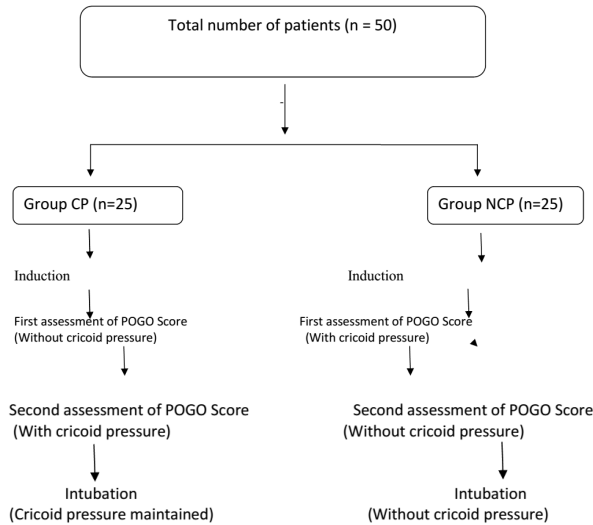 Total number of patients (n = 50)
Group CP (n=25)
Group NCP (n=25)
Induction
Induction
First assessment of POGO Score
(Without cricoid pressure)
First assessment of POGO Score
(With cricoid pressure)
Second assessment of POGO Score
(With cricoid pressure)
Second assessment of POGO Score
(Without cricoid pressure)
Intubation
(Cricoid pressure maintained)
Intubation
(Without cricoid pressure)